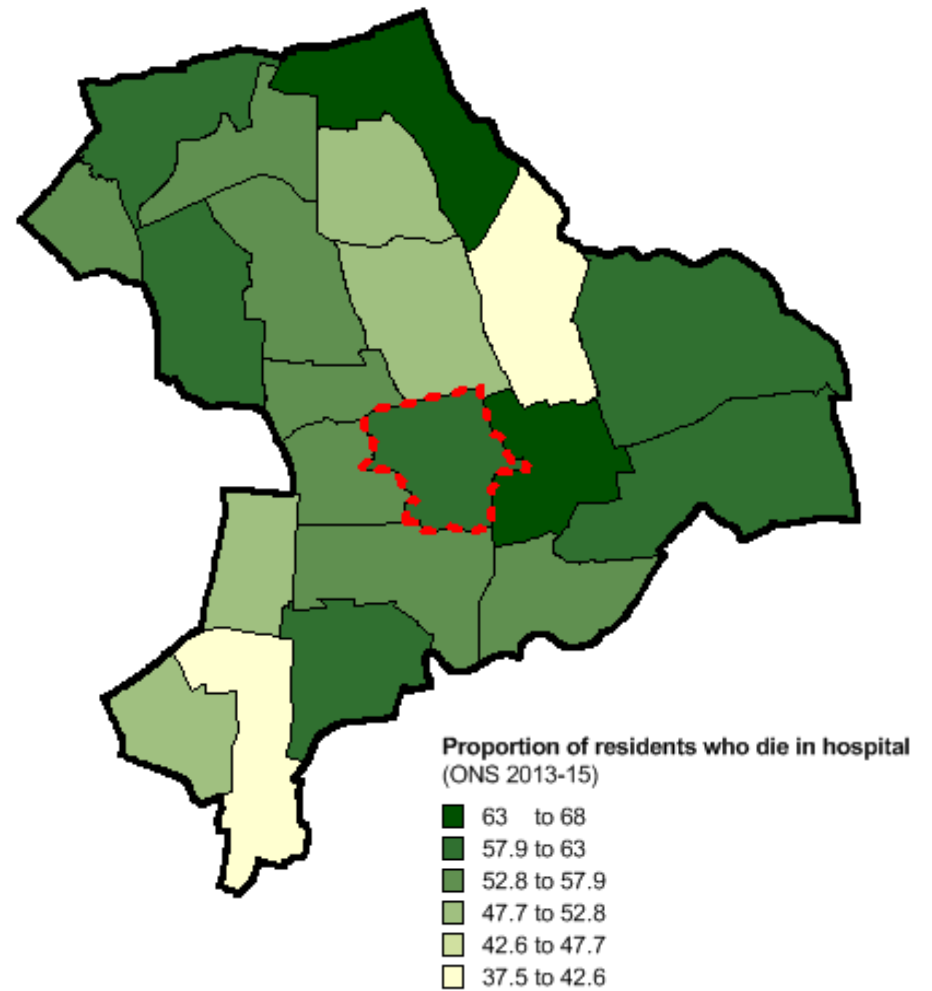 Proportion of residents who die in hospital
(ONS 2013-15)
63 to 68
57.9 to 63
52.8 to 57.9
47.7 to 52.8
42.6 to 47.7
37.5 to 42.6